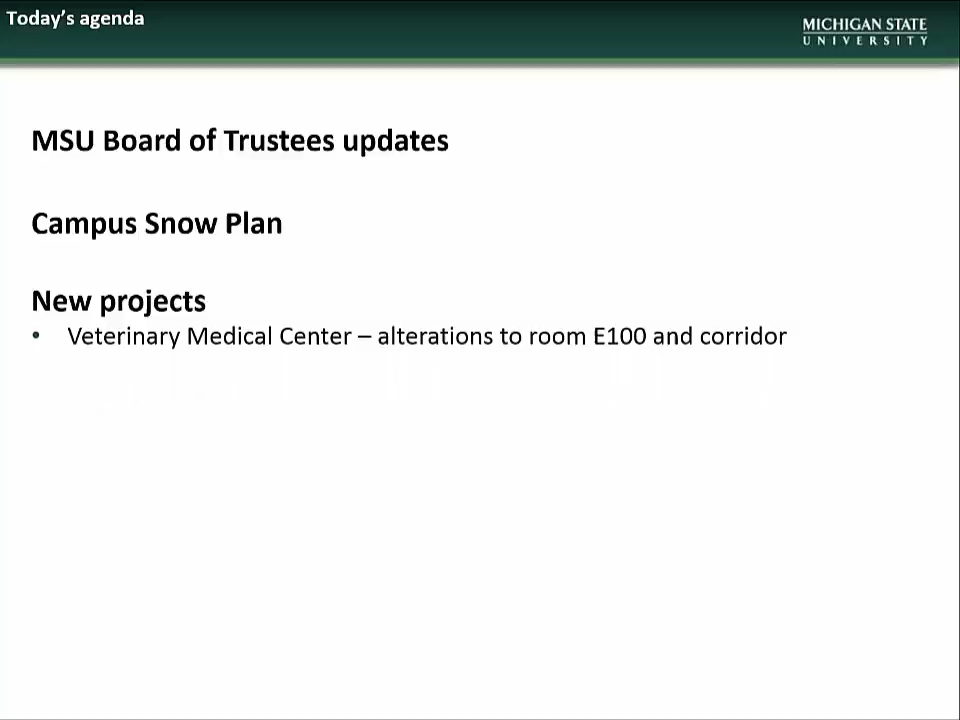 Today's agenda
MICHIGAN STATE
UNIVERSITY
MSU Board of Trustees updates
Campus Snow Plan
New projects
• Veterinary Medical Center – alterations to room E100 and corridor